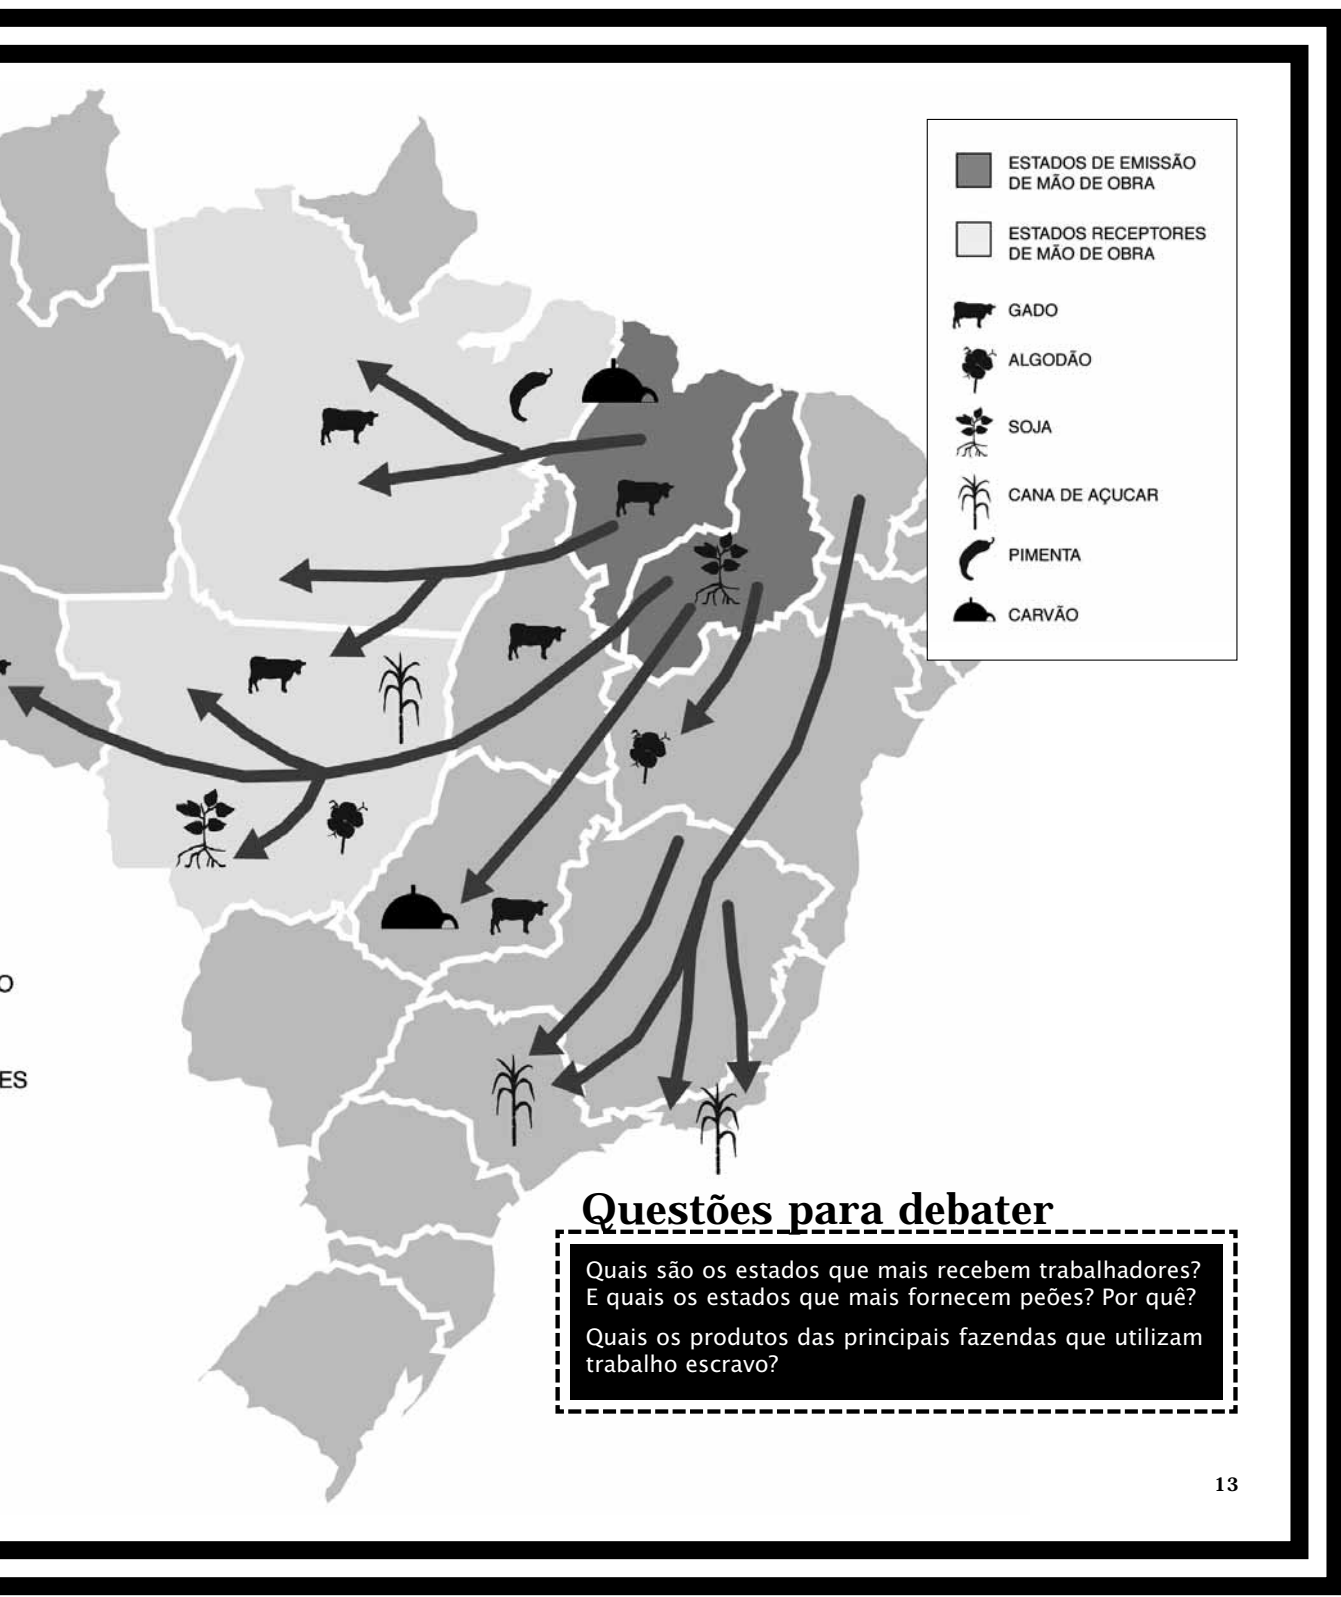 ESTADOS DE EMISSÃO
DE MÃO DE OBRA
ESTADOS RECEPTORES
DE MÃO DE OBRA
GADO
ALGODÃO
SOJA
CANA DE AÇUCAR
PIMENTA
CARVÃO
O
ES
Questões para debater
Quais são os estados que mais recebem trabalhadores?
E quais os estados que mais fornecem peões? Por quê?
Quais os produtos das principais fazendas que utilizam
trabalho escravo?
13